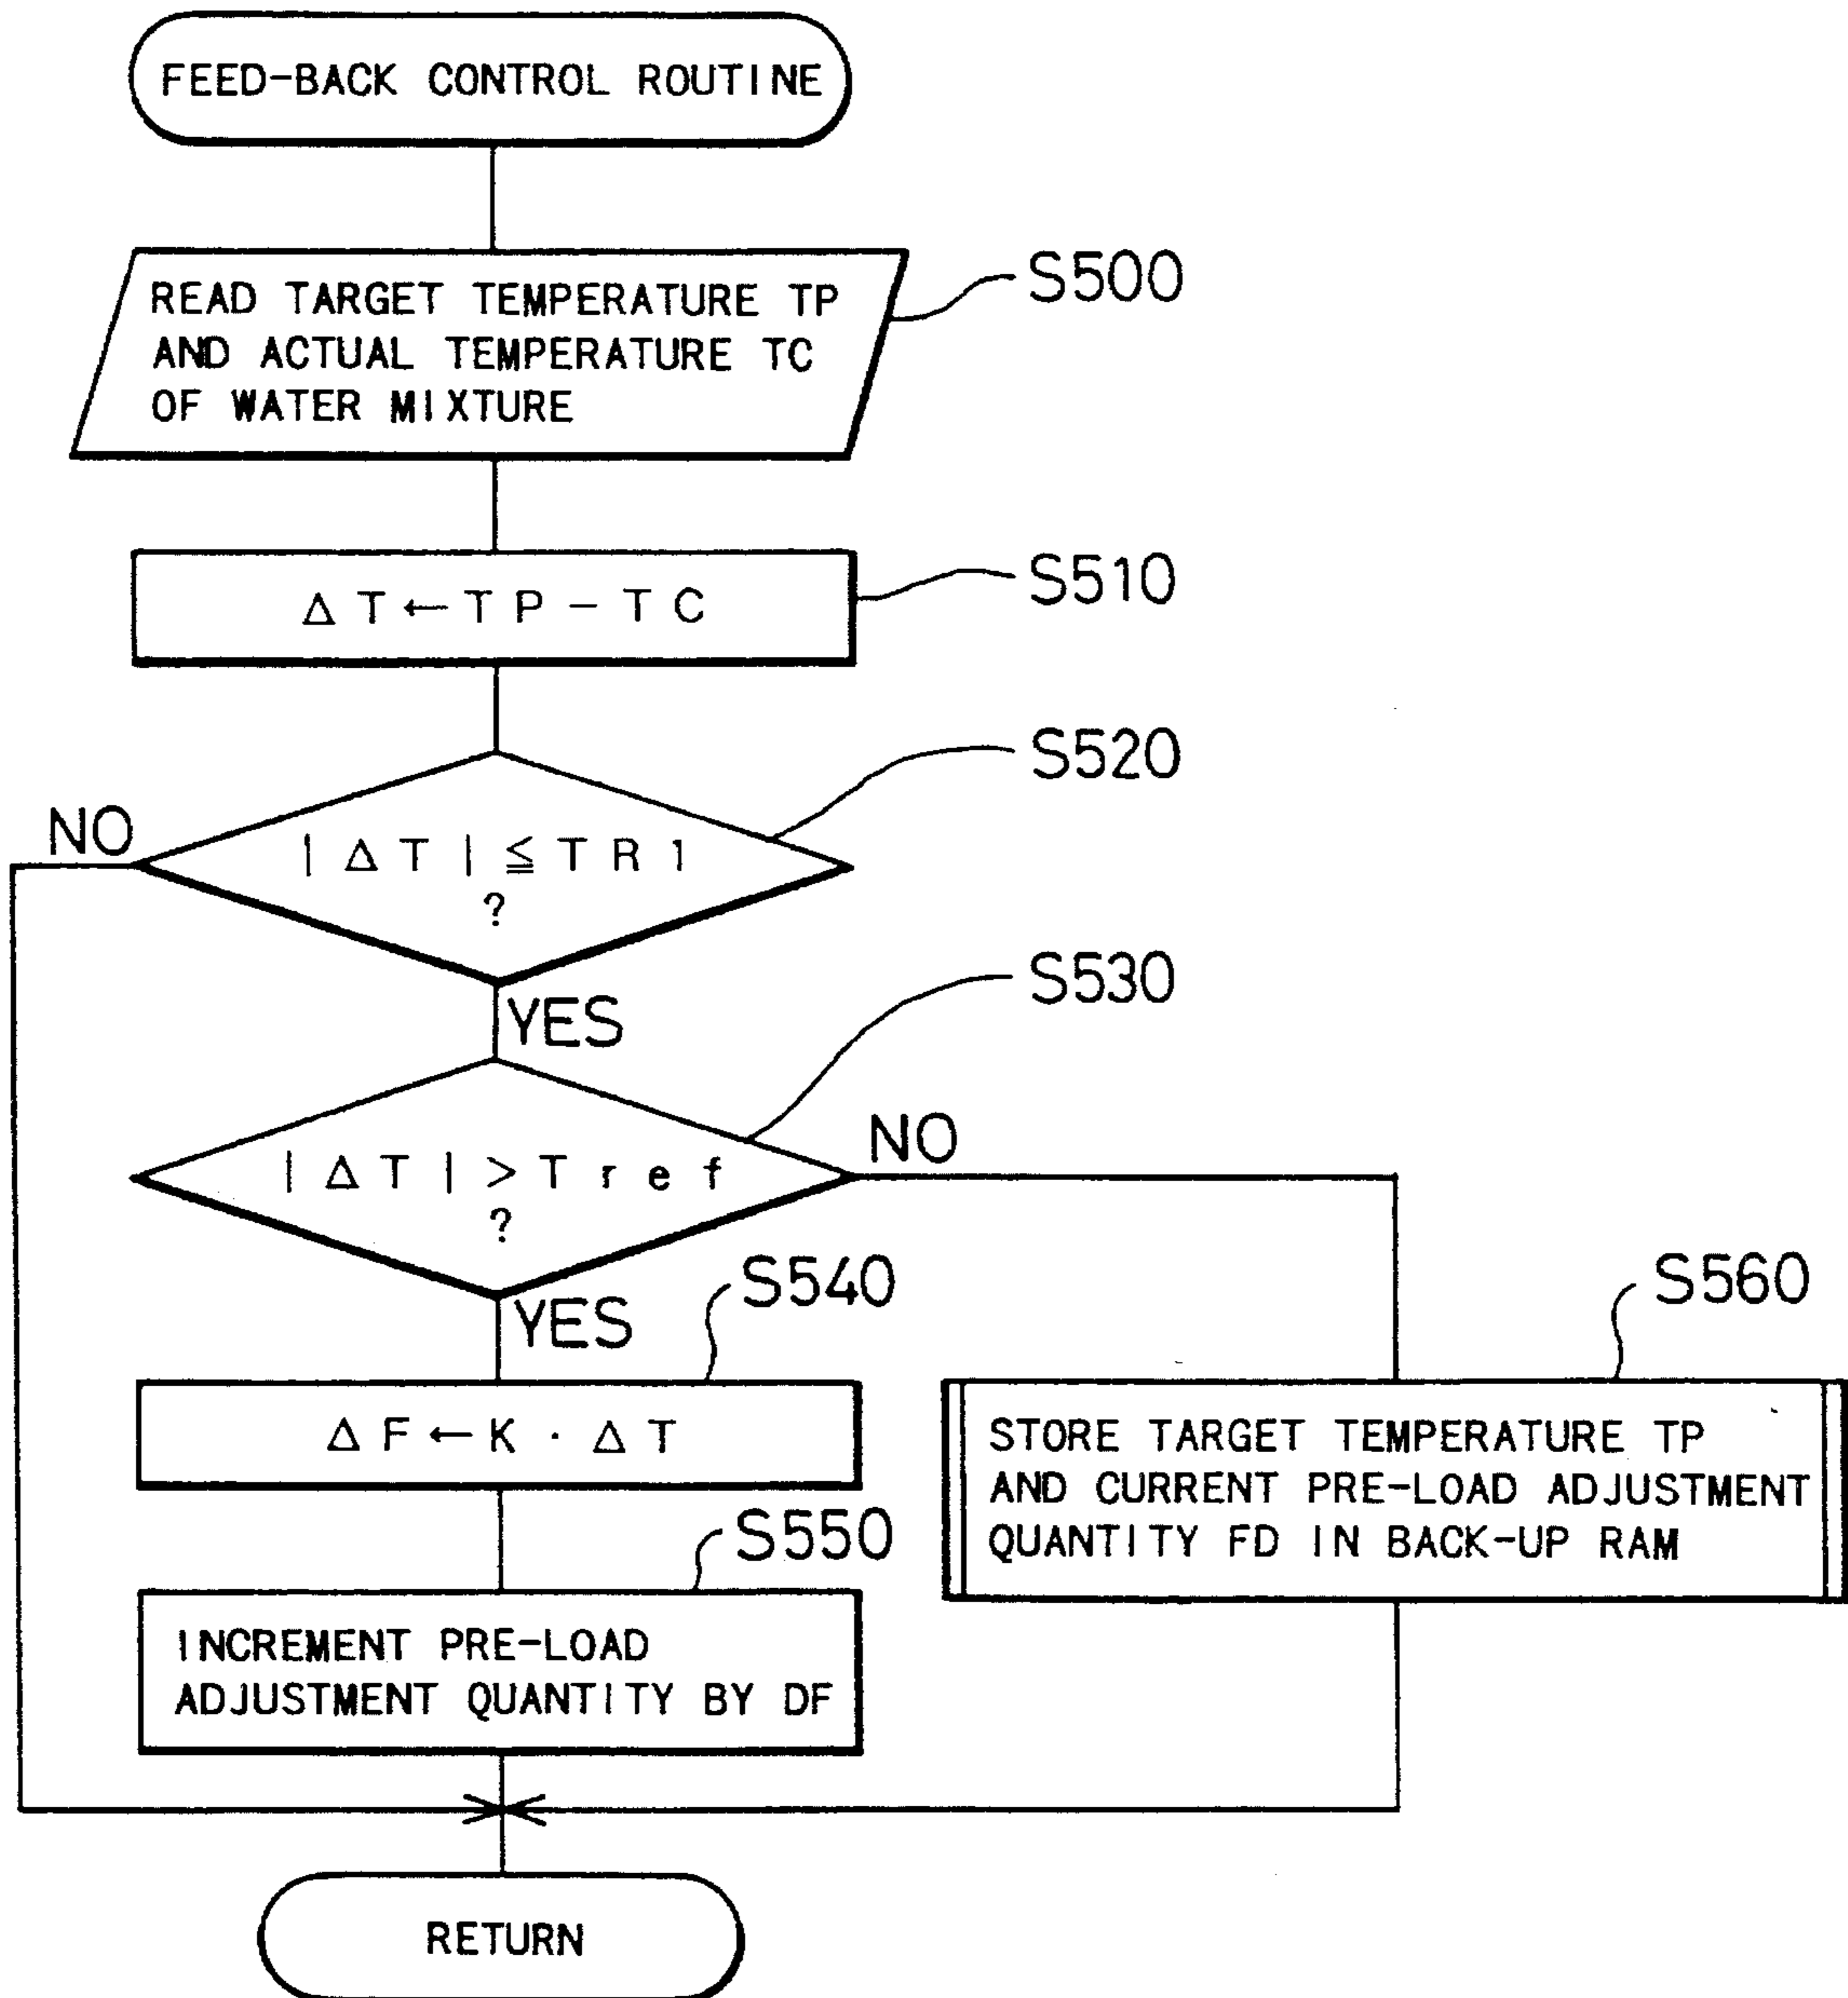 FEED-BACK CONTROL ROUTINE
READ TARGET TEMPERATURE TP
AND ACTUAL TEMPERATURE TC
OF WATER MIXTURE
S500
ΔT←TP−TC
S510
|ΔT|≦TR1
?
S520
NO
YES
|ΔT|>Tref
?
S530
NO
YES
ΔF←K·ΔT
S540
INCREMENT PRE-LOAD
ADJUSTMENT QUANTITY BY DF
S550
STORE TARGET TEMPERATURE TP
AND CURRENT PRE-LOAD ADJUSTMENT
QUANTITY FD IN BACK-UP RAM
S560
RETURN